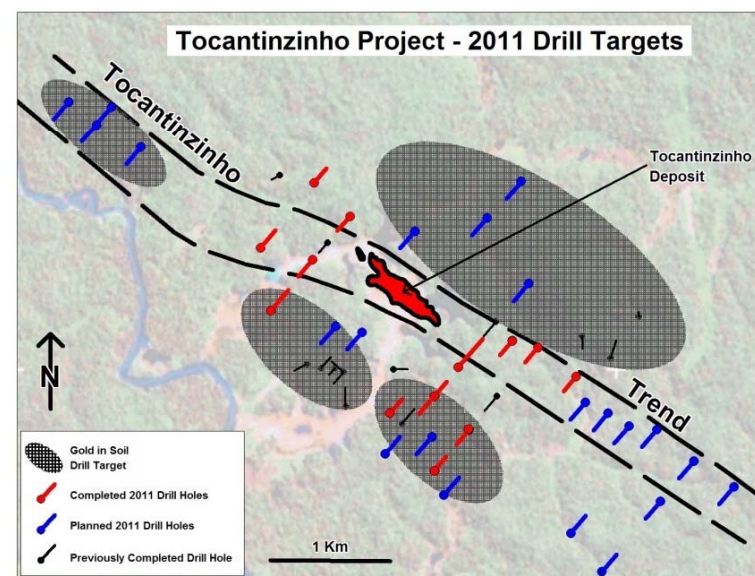 Tocantinzinho Project - 2011 Drill Targets
Tocantinzinho
Tocantinzinho
Deposit
Trend
N
Gold in Soil
Drill Target
Completed 2011 Drill Holes
Planned 2011 Drill Holes
Previously Completed Drill Hole
1 Km